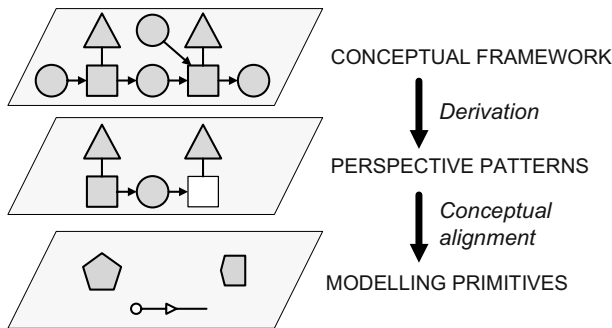 CONCEPTUAL FRAMEWORK
Derivation
PERSPECTIVE PATTERNS
Conceptual
alignment
MODELLING PRIMITIVES